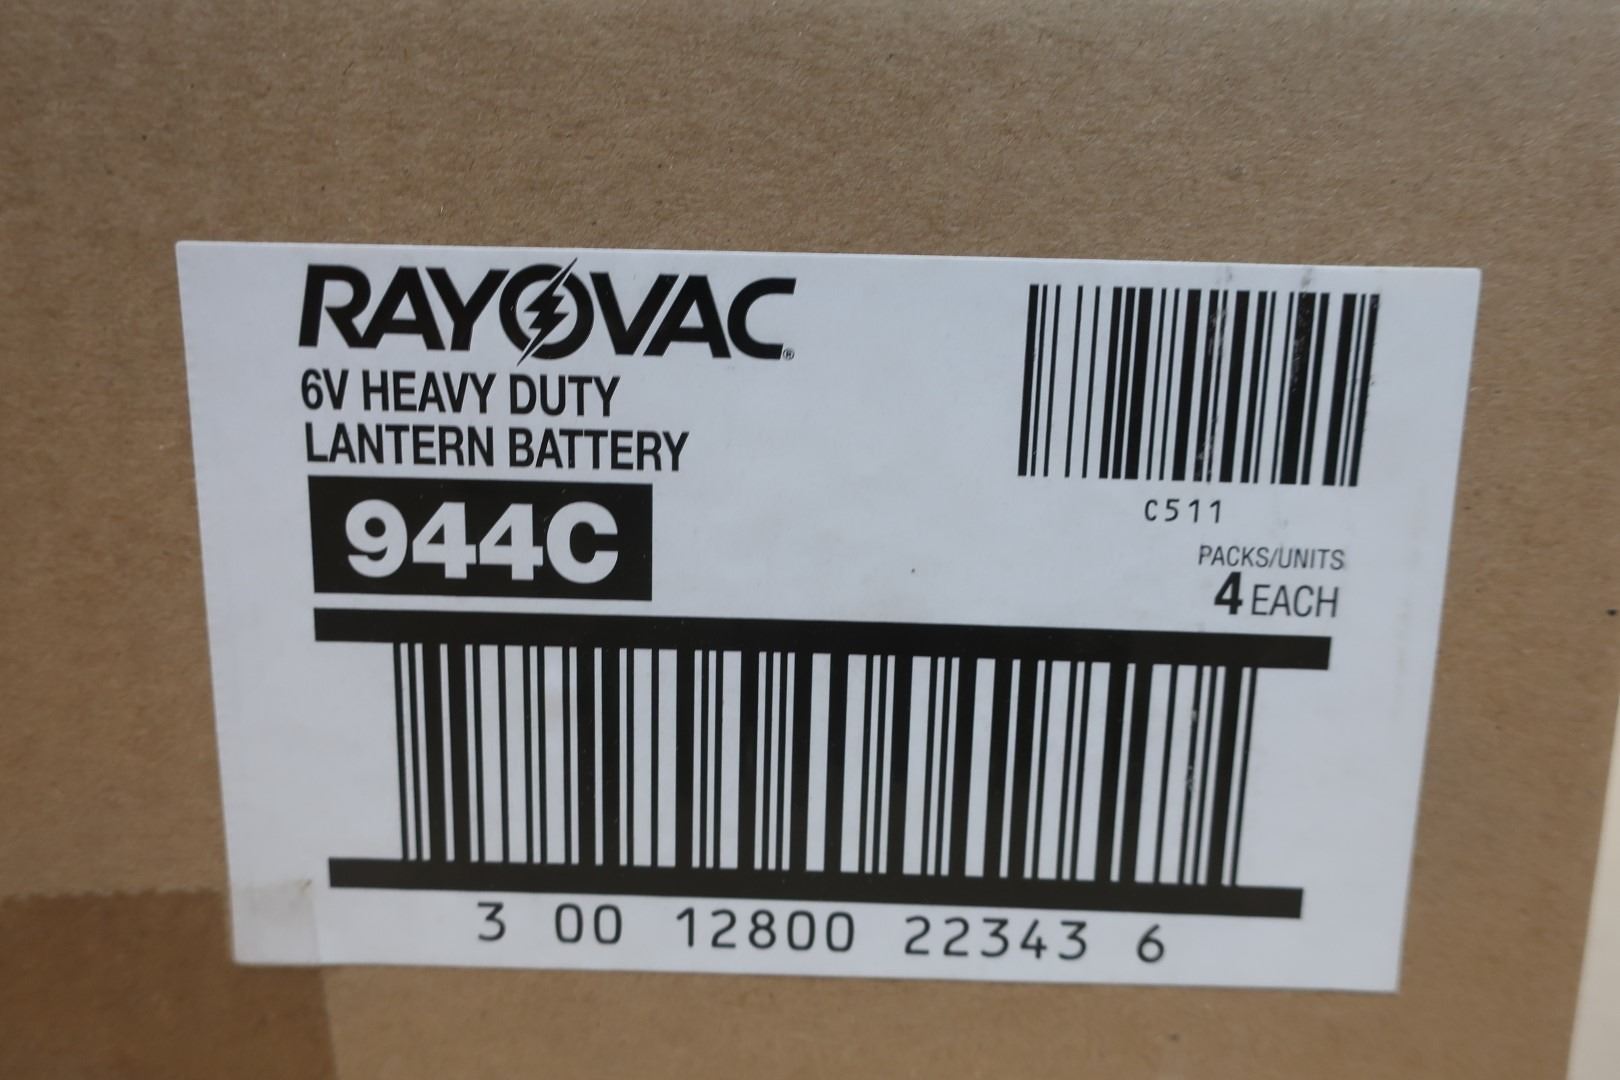 RAYOVAC®
6V HEAVY DUTY
LANTERN BATTERY
944C
C511
PACKS/UNITS
4 EACH
3 00 12800 22343 6